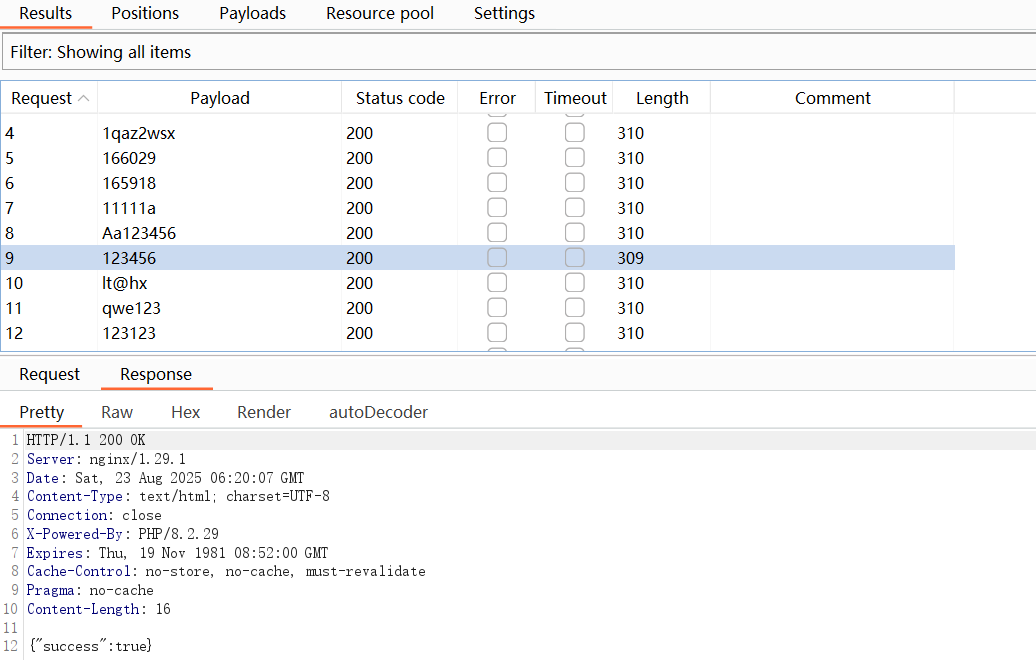 Results Positions Payloads Resource pool Settings
Filter: Showing all items
Request Payload Status code Error Timeout Length Comment
4 1qaz2wsx 200 310
5 166029 200 310
6 165918 200 310
7 11111a 200 310
8 Aa123456 200 310
9 123456 200 309
10 lt@hx 200 310
11 qwe123 200 310
12 123123 200 310
Request Response
Pretty Raw Hex Render autoDecoder
1 HTTP/1.1 200 OK
2 Server: nginx/1.29.1
3 Date: Sat, 23 Aug 2025 06:20:07 GMT
4 Content-Type: text/html; charset=UTF-8
5 Connection: close
6 X-Powered-By: PHP/8.2.29
7 Expires: Thu, 19 Nov 1981 08:52:00 GMT
8 Cache-Control: no-store, no-cache, must-revalidate
9 Pragma: no-cache
10 Content-Length: 16
11
12 {"success":true}